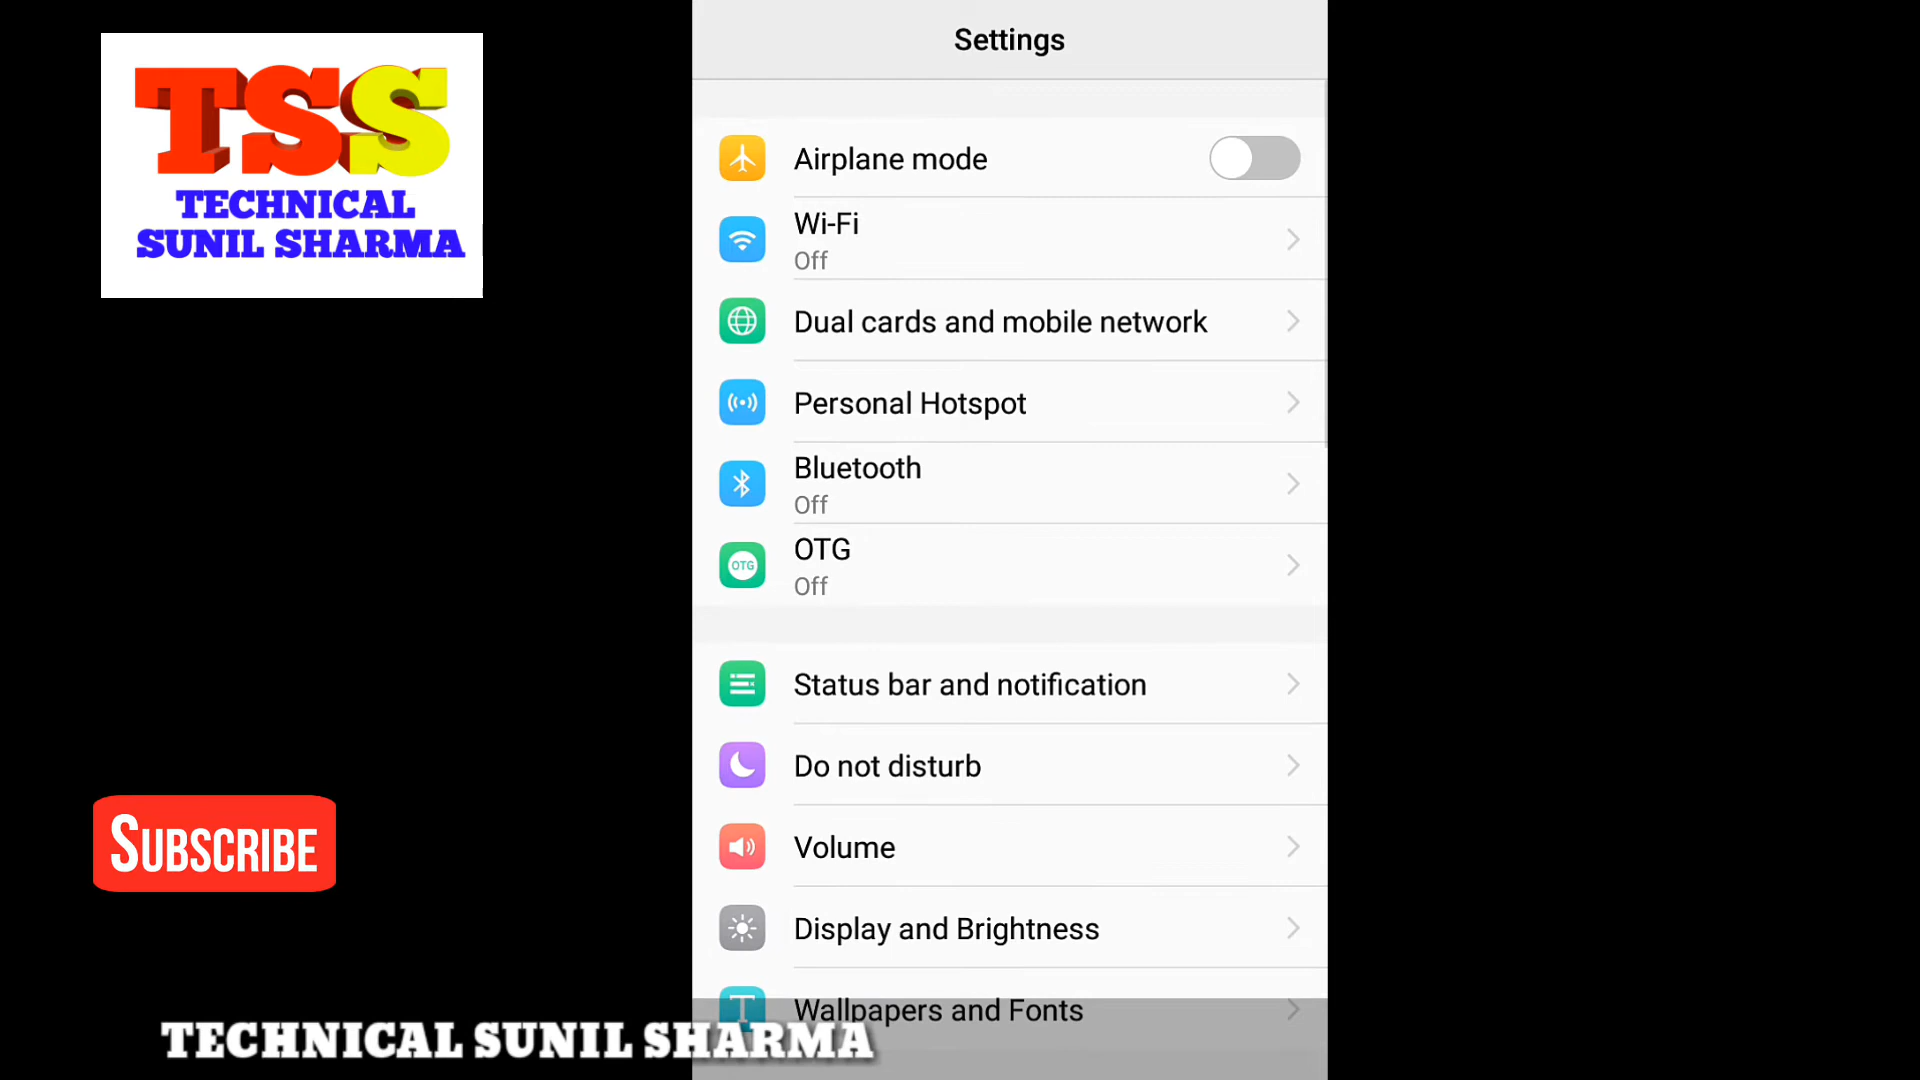 TSS
TECHNICAL
SUNIL SHARMA
Settings
Airplane mode
Wi-Fi
Off
Dual cards and mobile network
Personal Hotspot
Bluetooth
Off
OTG
OTG
Off
Status bar and notification
Do not disturb
Volume
Display and Brightness
T
Wallpapers and Fonts
SUBSCRIBE
TECHNICAL SUNIL SHARMA